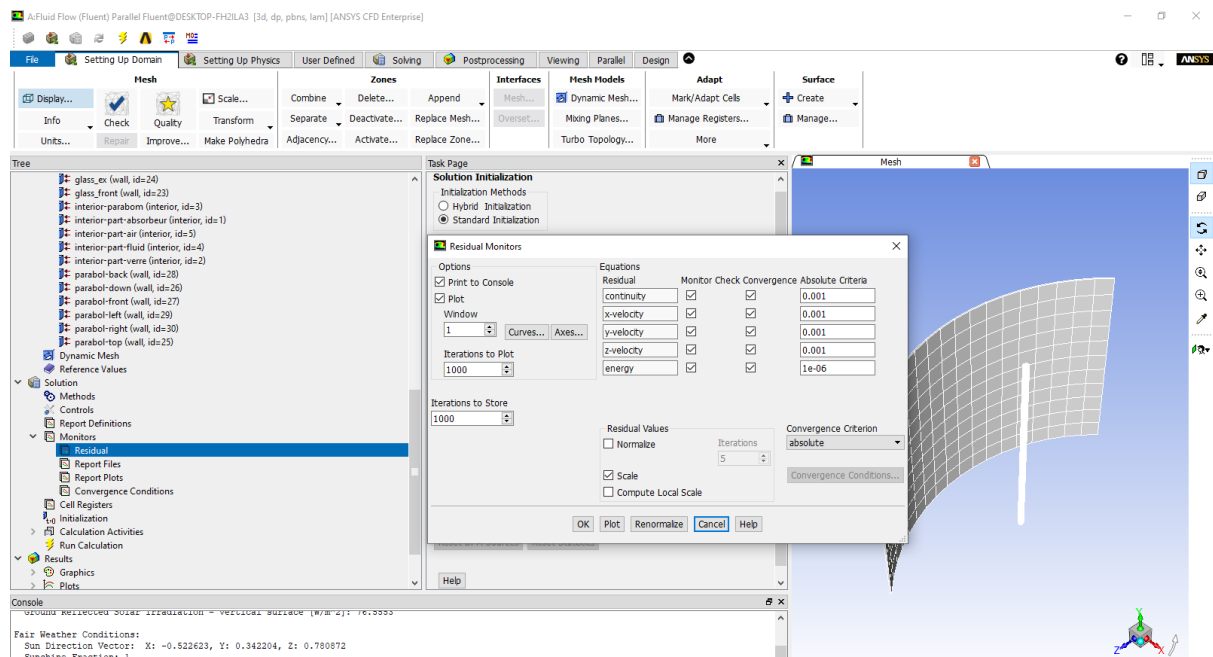 A:Fluid Flow (Fluent) Parallel Fluent@DESKTOP-FH2ILA3 [3d, dp, pbns, lam] [ANSYS CFD Enterprise]
File Setting Up Domain Setting Up Physics User Defined Solving Postprocessing Viewing Parallel Design ANSYS
Mesh Zones Interfaces Mesh Models Adapt Surface
Display... Scale... Combine Delete... Append Mesh... Dynamic Mesh... Mark/Adapt Cells Create
Info Check Quality Transform Separate Deactivate... Replace Mesh... Overset... Mixing Planes... Manage Registers... Manage...
Units... Repair Improve... Make Polyhedra Adjacency... Activate... Replace Zone... Turbo Topology... More
Tree
glass_ex (wall, id=24)
glass_front (wall, id=23)
interior-parabom (interior, id=3)
interior-part-absorbeur (interior, id=1)
interior-part-air (interior, id=5)
interior-part-fluid (interior, id=4)
interior-part-verre (interior, id=2)
parabol-back (wall, id=28)
parabol-down (wall, id=26)
parabol-front (wall, id=27)
parabol-left (wall, id=29)
parabol-right (wall, id=30)
parabol-top (wall, id=25)
Dynamic Mesh
Reference Values
Solution
Methods
Controls
Report Definitions
Monitors
Residual
Report Files
Report Plots
Convergence Conditions
Cell Registers
Initialization
Calculation Activities
Run Calculation
Results
Graphics
Plots
Task Page
Solution Initialization
Initialization Methods
Hybrid Initialization
Standard Initialization
Residual Monitors
Options
Print to Console
Plot
Window
1 Curves... Axes...
Iterations to Plot
1000
Iterations to Store
1000
Equations
Residual Monitor Check Convergence Absolute Criteria
continuity 0.001
x-velocity 0.001
y-velocity 0.001
z-velocity 0.001
energy 1e-06
Residual Values
Normalize Iterations
5
Scale
Compute Local Scale
Convergence Criterion
absolute
Convergence Conditions...
OK Plot Renormalize Cancel Help
Help
Mesh
Console
Ground Reflected Solar Irradiation - Vertical Surface [W/m^2]: 76.5553
Fair Weather Conditions:
Sun Direction Vector: X: -0.522623, Y: 0.342204, Z: 0.780872
Sunshine Fraction: 1
Y
Z
X